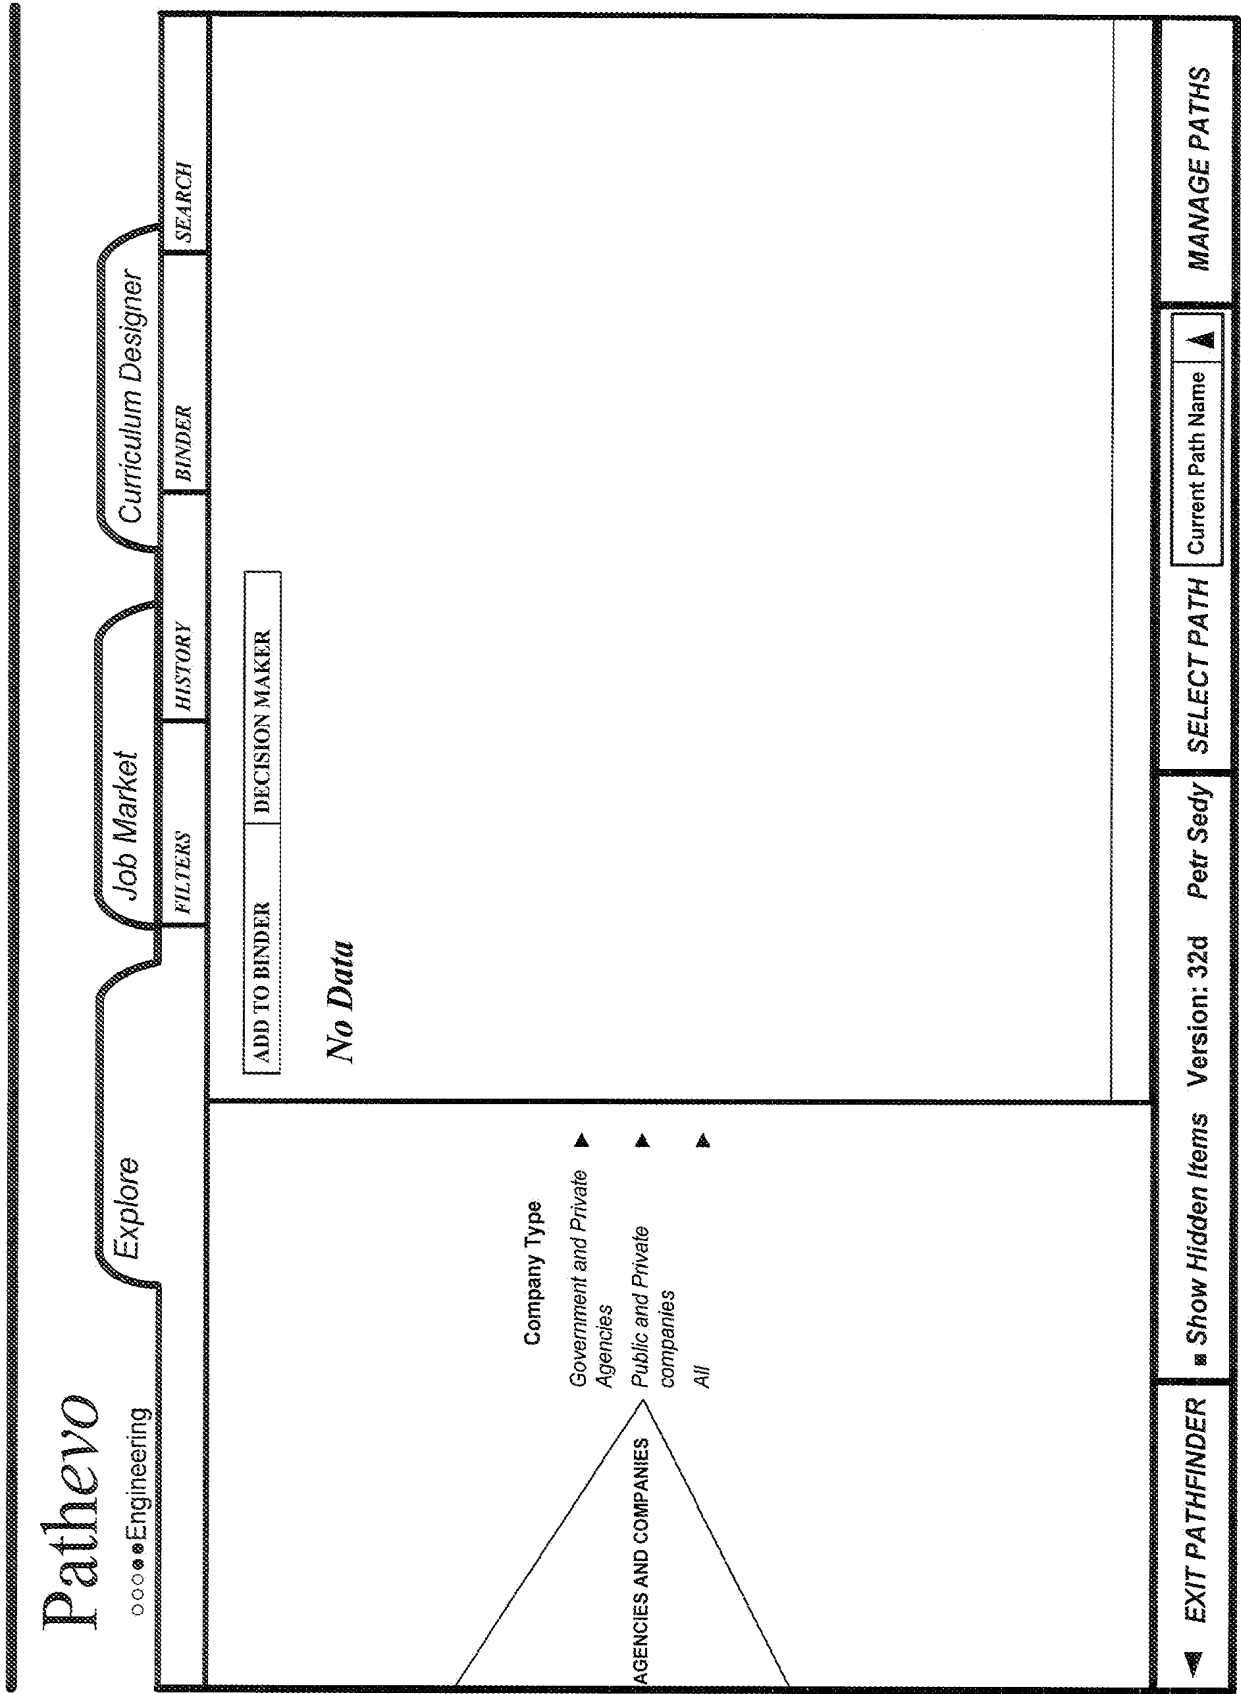 Pathevo
○○○●●Engineering
Explore
Job Market
Curriculum Designer
FILTERS
HISTORY
BINDER
SEARCH
ADD TO BINDER
DECISION MAKER
No Data
Company Type
Government and Private
Agencies
Public and Private
companies
All
AGENCIES AND COMPANIES
◀ EXIT PATHFINDER
Show Hidden Items
Version: 32d
Petr Sedy
SELECT PATH
Current Path Name
MANAGE PATHS